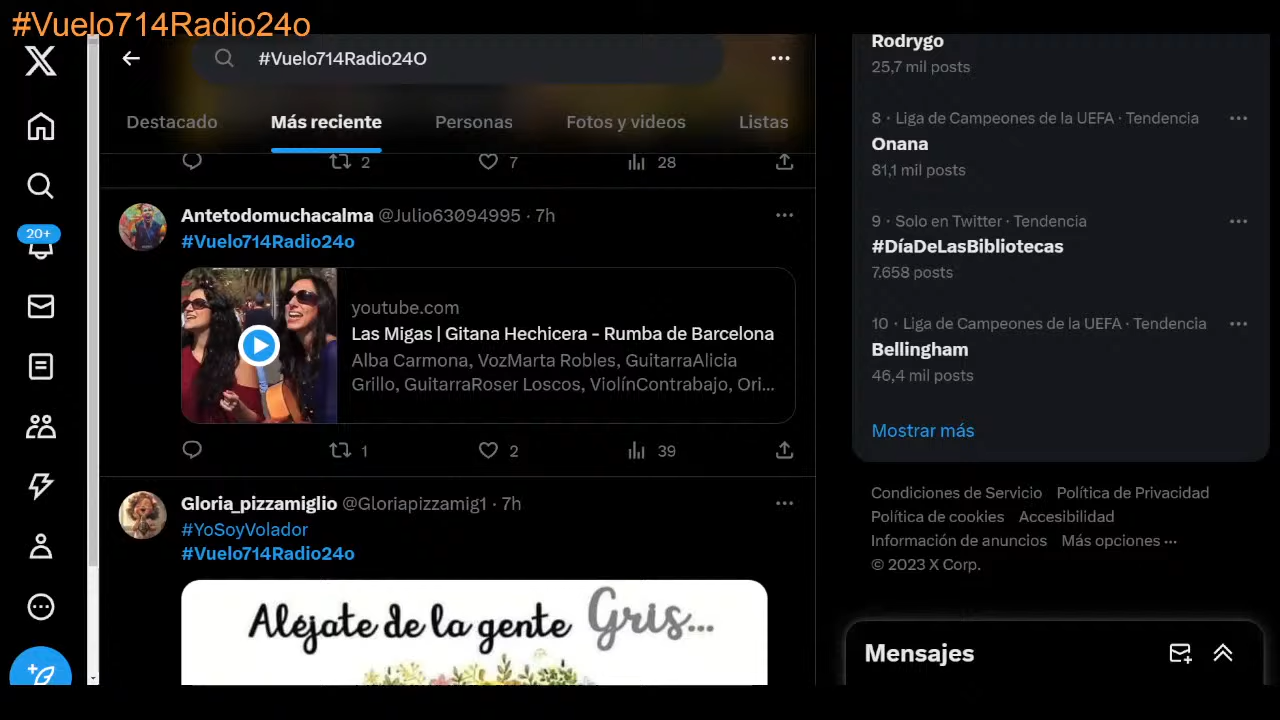 #Vuelo714Radio24o
#Vuelo714Radio24O
Destacado Más reciente Personas Fotos y videos Listas
2 7 28
Antetodomuchacalma @Julio63094995 · 7h
#Vuelo714Radio24o
youtube.com
Las Migas | Gitana Hechicera - Rumba de Barcelona
Alba Carmona, VozMarta Robles, GuitarraAlicia
Grillo, GuitarraRoser Loscos, ViolínContrabajo, Ori...
1 2 39
Gloria_pizzamiglio @Gloriapizzamig1 · 7h
#YoSoyVolador
#Vuelo714Radio24o
Aléjate de la gente Gris...
20+
Rodrygo
25,7 mil posts
8 · Liga de Campeones de la UEFA · Tendencia
Onana
81,1 mil posts
9 · Solo en Twitter · Tendencia
#DíaDeLasBibliotecas
7.658 posts
10 · Liga de Campeones de la UEFA · Tendencia
Bellingham
46,4 mil posts
Mostrar más
Condiciones de Servicio Política de Privacidad
Política de cookies Accesibilidad
Información de anuncios Más opciones ···
© 2023 X Corp.
Mensajes